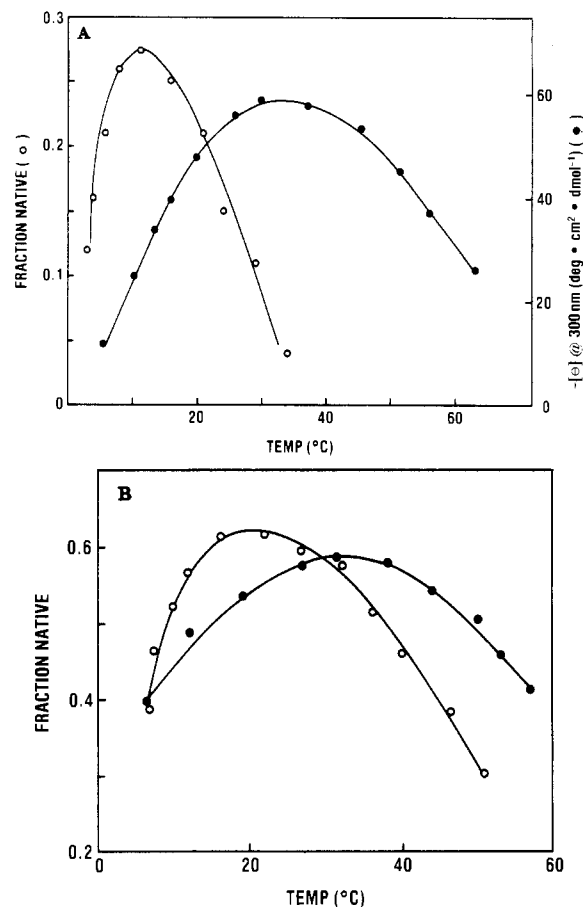 A
0.3
0.2
0.1
0
FRACTION NATIVE (○)
60
40
20
0
-[Θ] @ 300nm (deg • cm² • dmol⁻¹) (●)
20
40
60
TEMP (°C)
B
0.6
0.4
0.2
FRACTION NATIVE
0
20
40
60
TEMP (°C)